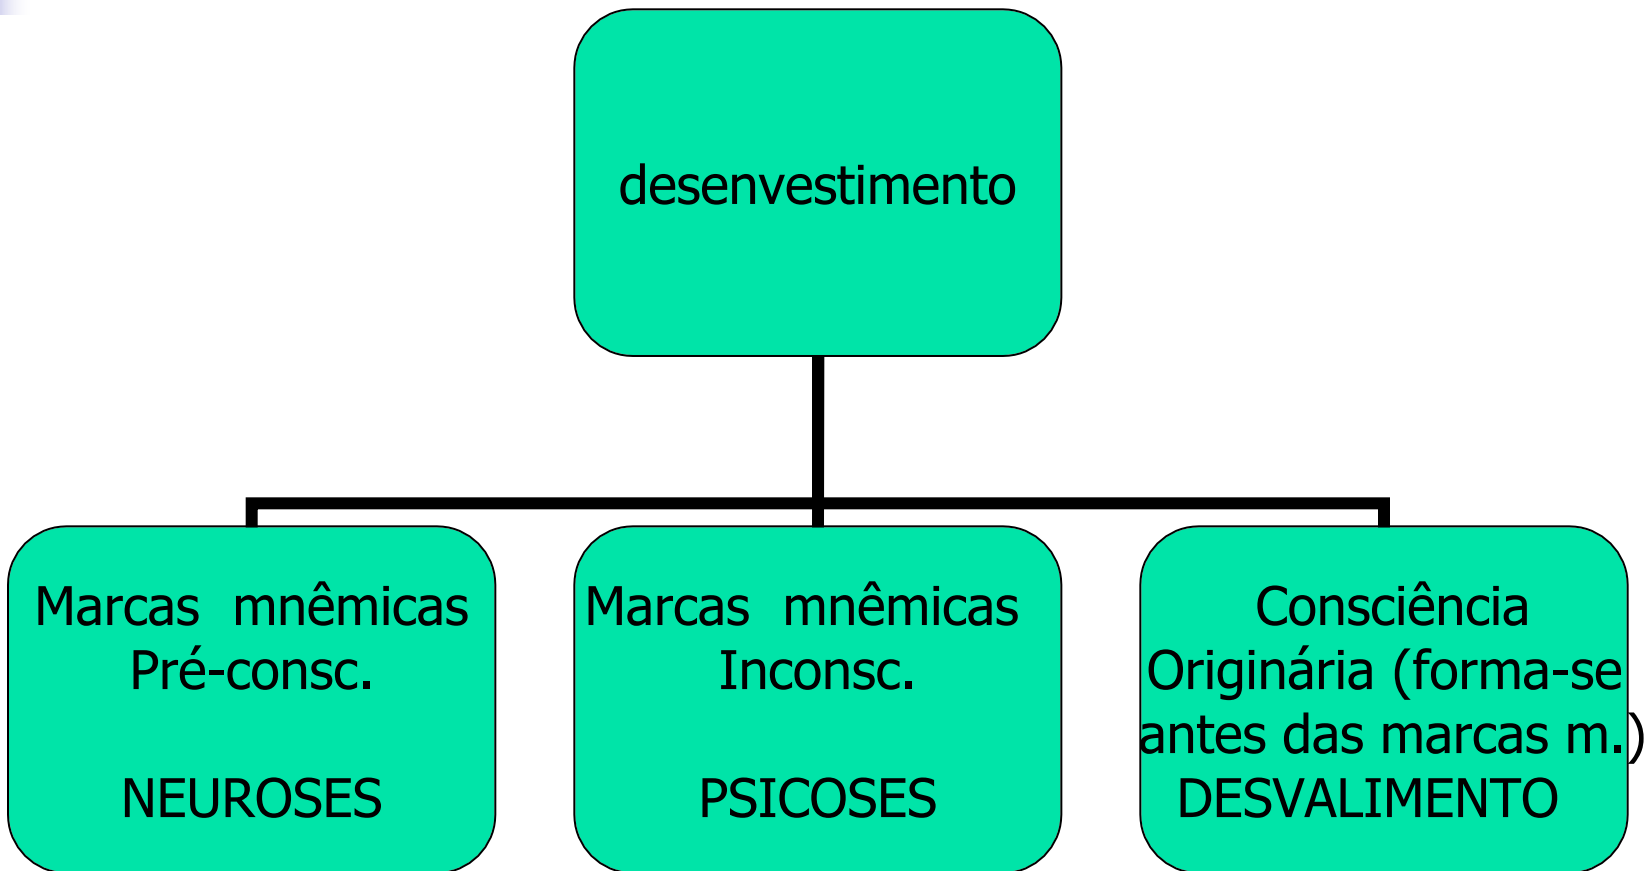 desenvestimento
Marcas mnêmicas
Pré-consc.
NEUROSES
Marcas mnêmicas
Inconsc.
PSICOSES
Consciência
Originária (forma-se
antes das marcas m.)
DESVALIMENTO